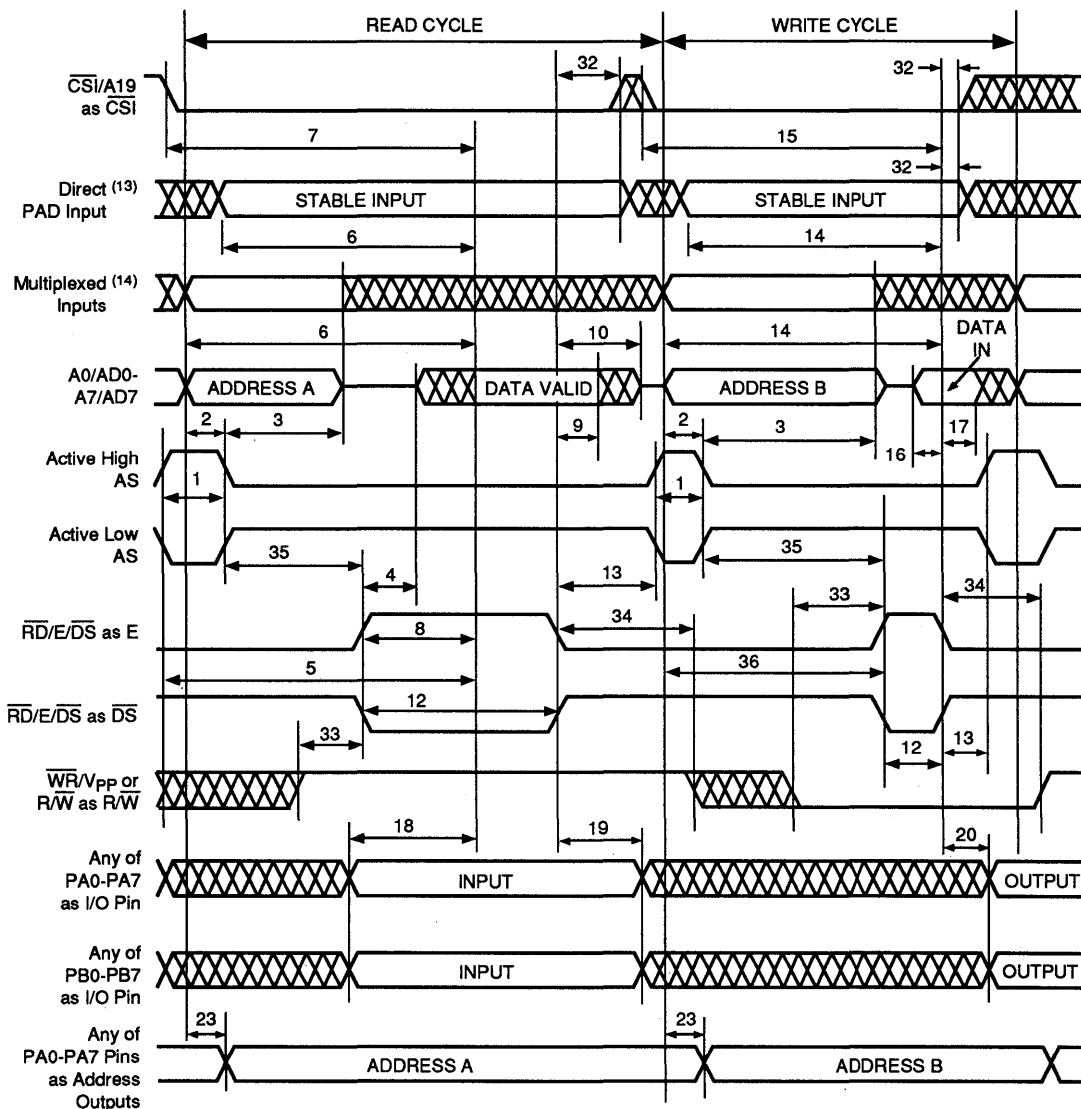 READ CYCLE WRITE CYCLE
32 32
CSI/A19
as CSI
7 15
32
Direct (13)
PAD Input
STABLE INPUT STABLE INPUT
6 14
Multiplexed (14)
Inputs
6 10 14 DATA
IN
A0/AD0-
A7/AD7
ADDRESS A DATA VALID ADDRESS B
2 3 9 2 3 16 17
Active High
AS
1 1
Active Low
AS
35 4 13 35 34
33
34
RD/E/DS as E
8
36
5
RD/E/DS as DS
12
33 12 13
WR/VPP or
R/W as R/W
18 19 20
Any of
PA0-PA7
as I/O Pin
INPUT OUTPUT
Any of
PB0-PB7
as I/O Pin
INPUT OUTPUT
23 23
Any of
PA0-PA7 Pins
as Address
Outputs
ADDRESS A ADDRESS B